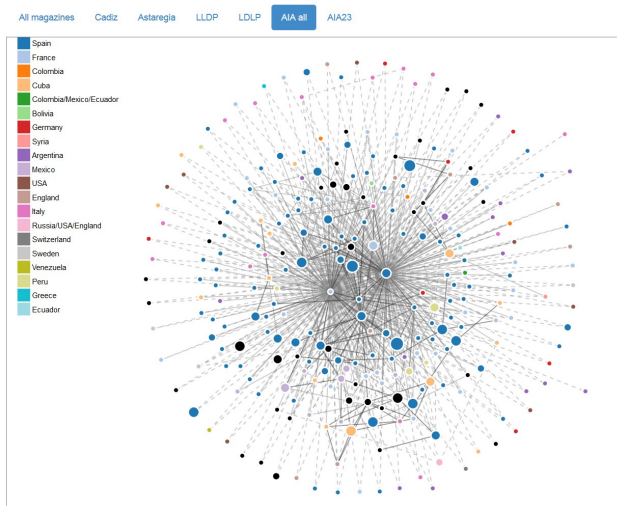 All magazines Cadiz Astaregia LLDP LDLP AIA all AIA23
Spain
France
Colombia
Cuba
Colombia/Mexico/Ecuador
Bolivia
Germany
Syria
Argentina
Mexico
USA
England
Italy
Russia/USA/England
Switzerland
Sweden
Venezuela
Peru
Greece
Ecuador